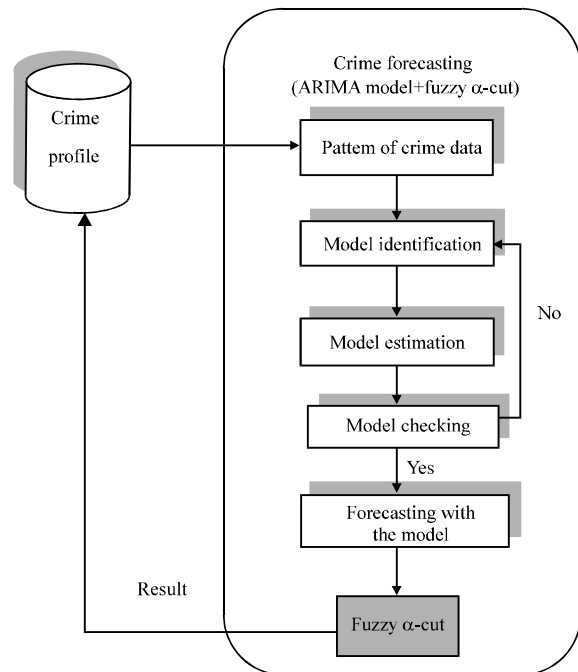 Crime forecasting
(ARIMA model+fuzzy α-cut)
Crime
profile
Pattem of crime data
Model identification
No
Model estimation
Model checking
Yes
Forecasting with
the model
Result
Fuzzy α-cut